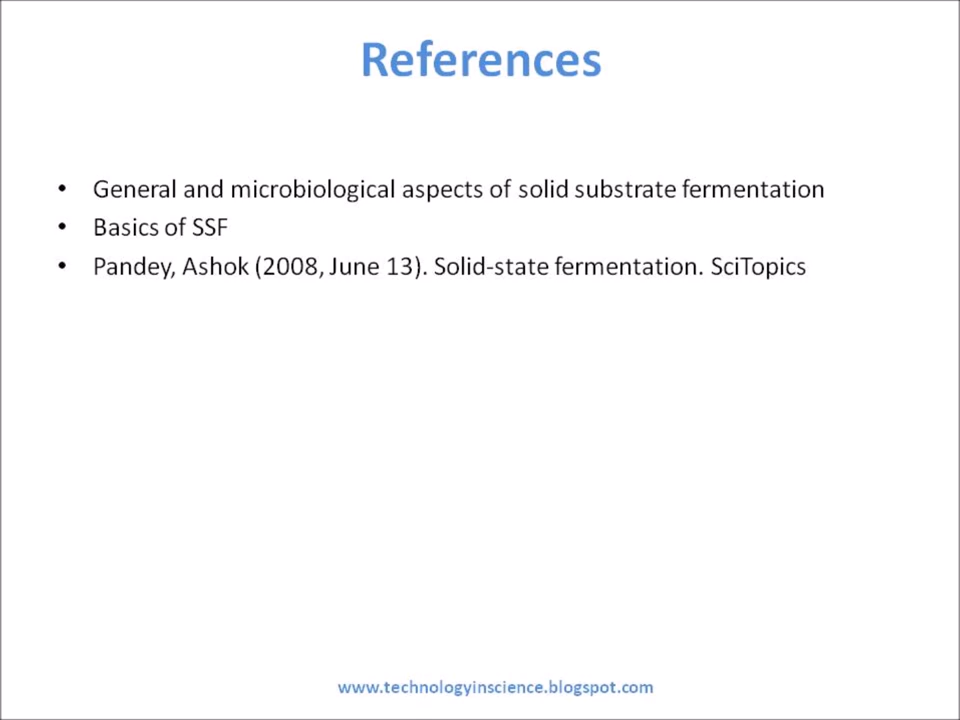 References
• General and microbiological aspects of solid substrate fermentation
• Basics of SSF
• Pandey, Ashok (2008, June 13). Solid-state fermentation. SciTopics
www.technologyinscience.blogspot.com